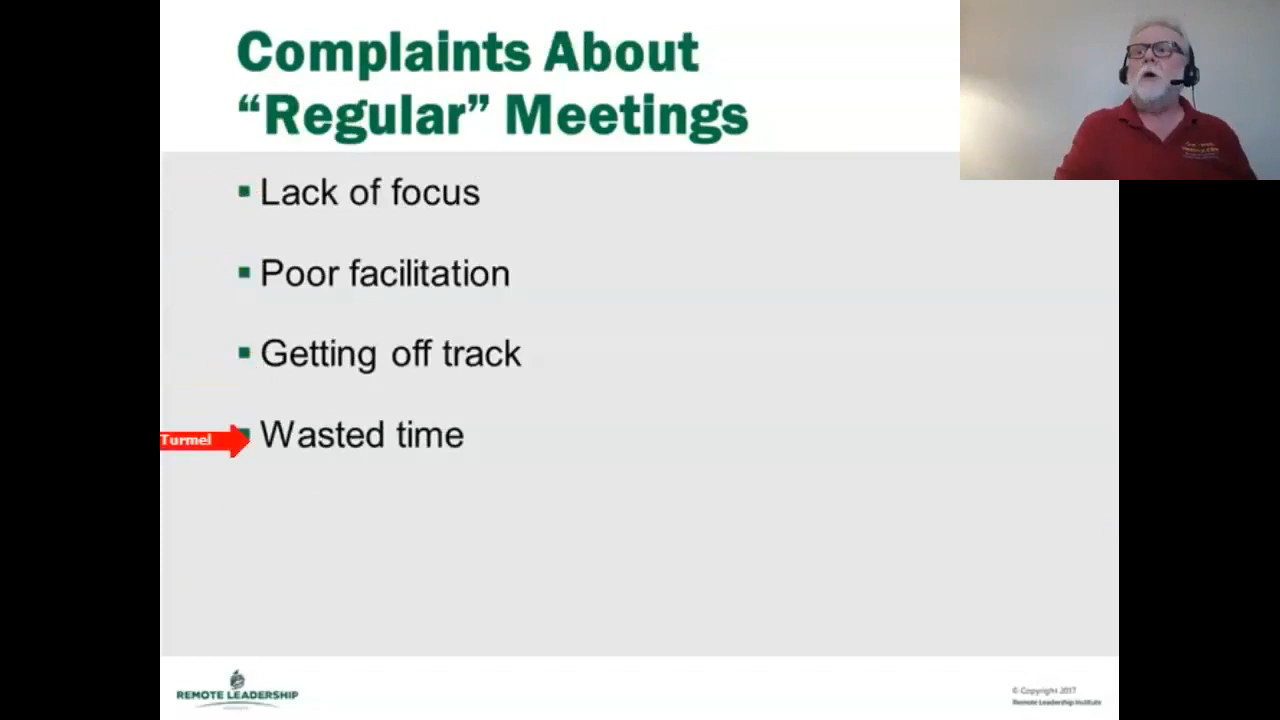 Complaints About
“Regular” Meetings
▪ Lack of focus
▪ Poor facilitation
▪ Getting off track
▪ Wasted time
Turmel
REMOTE LEADERSHIP
© Copyright 2017
Remote Leadership Institute